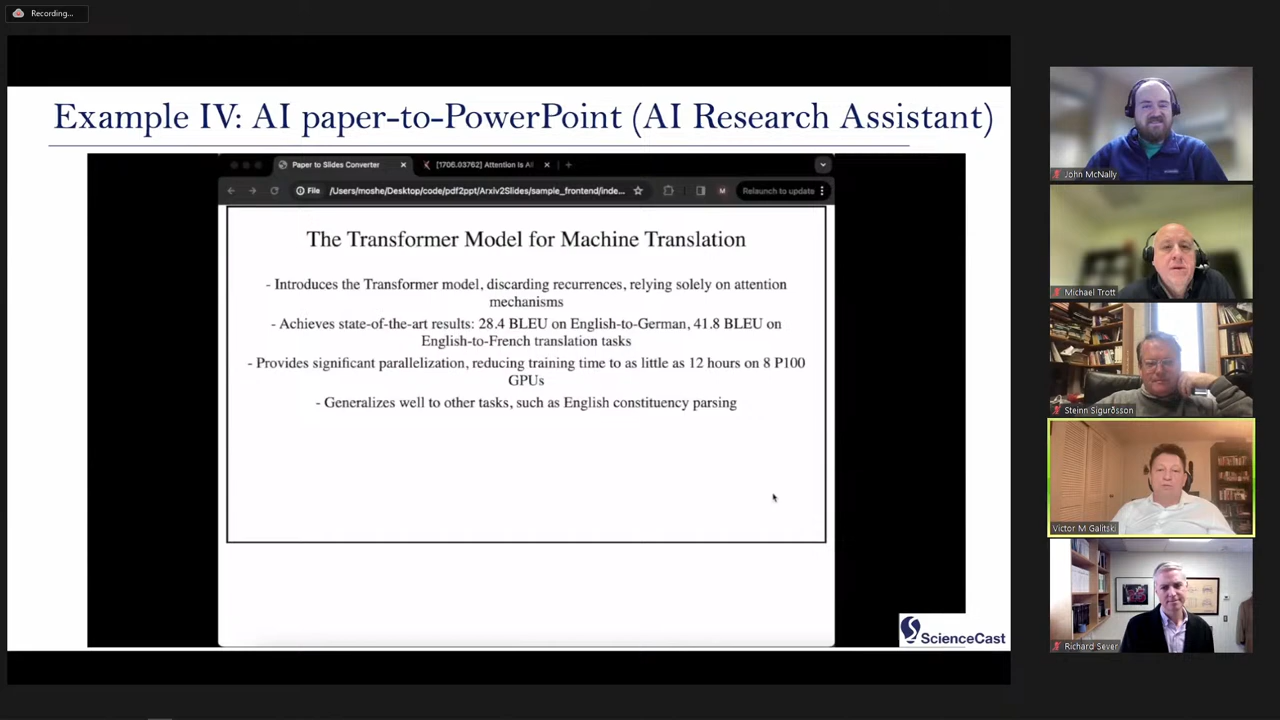 Recording...
Example IV: AI paper-to-PowerPoint (AI Research Assistant)
Paper to Slides Converter
[1706.03762] Attention Is Al
File
/Users/moshe/Desktop/code/pdf2ppt/Arxiv2Slides/sample_frontend/inde...
M
Relaunch to update
The Transformer Model for Machine Translation
- Introduces the Transformer model, discarding recurrences, relying solely on attention
mechanisms
- Achieves state-of-the-art results: 28.4 BLEU on English-to-German, 41.8 BLEU on
English-to-French translation tasks
- Provides significant parallelization, reducing training time to as little as 12 hours on 8 P100
GPUs
- Generalizes well to other tasks, such as English constituency parsing
ScienceCast
John McNally
Michael Trott
Steinn Sigurðsson
Victor M Galitski
Richard Sever